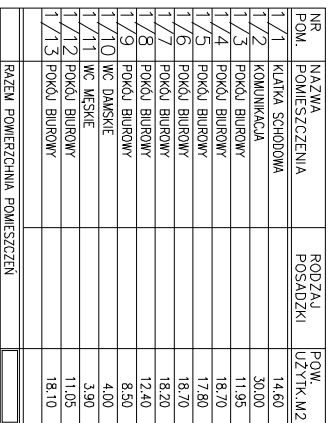 NR POM. NAZWA POMIESZCZENIA RODZAJ POSADZKI POW. UŻYTK.M2
1/1 KLATKA SCHODOWA 14.60
1/2 KOMUNIKACJA 30.00
1/3 POKÓJ BIUROWY 11.95
1/4 POKÓJ BIUROWY 18.70
1/5 POKÓJ BIUROWY 17.80
1/6 POKÓJ BIUROWY 18.70
1/7 POKÓJ BIUROWY 18.20
1/8 POKÓJ BIUROWY 12.40
1/9 POKÓJ BIUROWY 8.50
1/10 WC DAMSKIE 4.00
1/11 WC MĘSKIE 3.90
1/12 POKÓJ BIUROWY 11.05
1/13 POKÓJ BIUROWY 18.10
RAZEM POWIERZCHNIA POMIESZCZEŃ